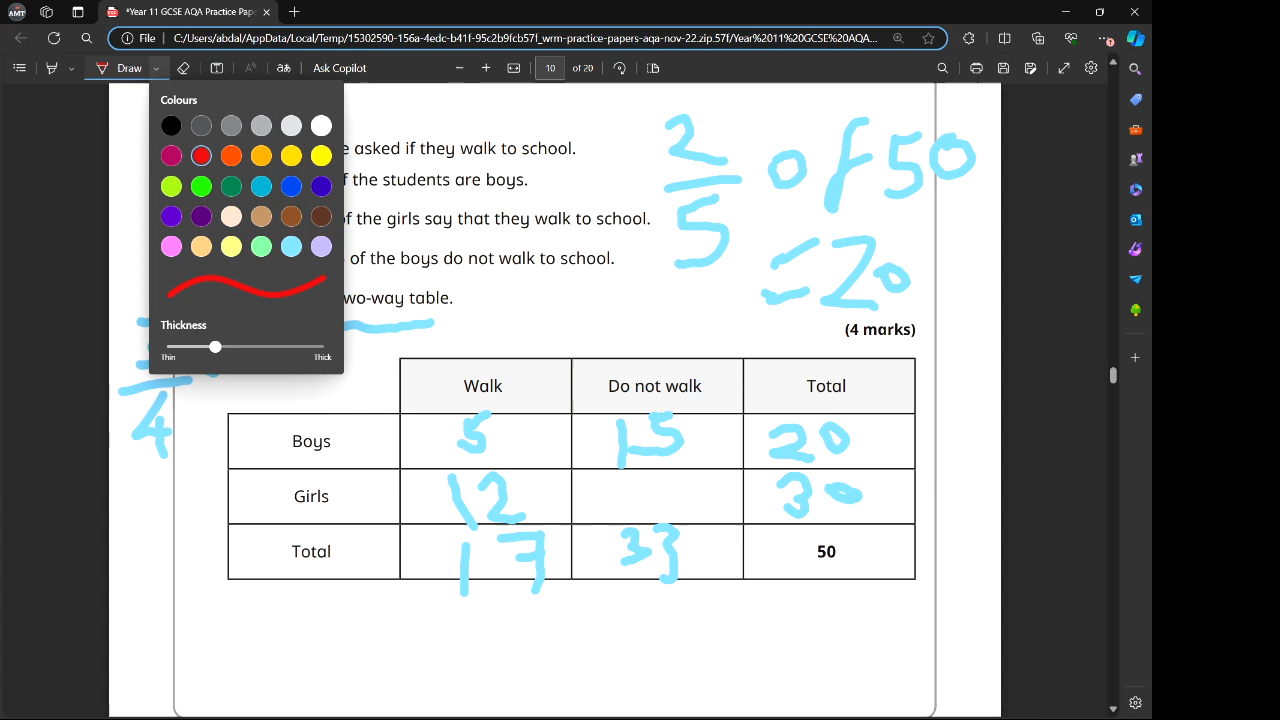 *Year 11 GCSE AQA Practice Pape
File C:/Users/abdal/AppData/Local/Temp/15302590-156a-4edc-b41f-95c2b9fcb57f_wrm-practice-papers-aqa-nov-22.zip.57f/Year%2011%20GCSE%20AQA...
Draw Ask Copilot 10 of 20
Colours
Thickness
Thin Thick
e asked if they walk to school.
f the students are boys.
of the girls say that they walk to school.
of the boys do not walk to school.
wo-way table.
2/5 of 50
=20
(4 marks)
4
Walk Do not walk Total
Boys 5 15 20
Girls 12 30
Total 17 33 50